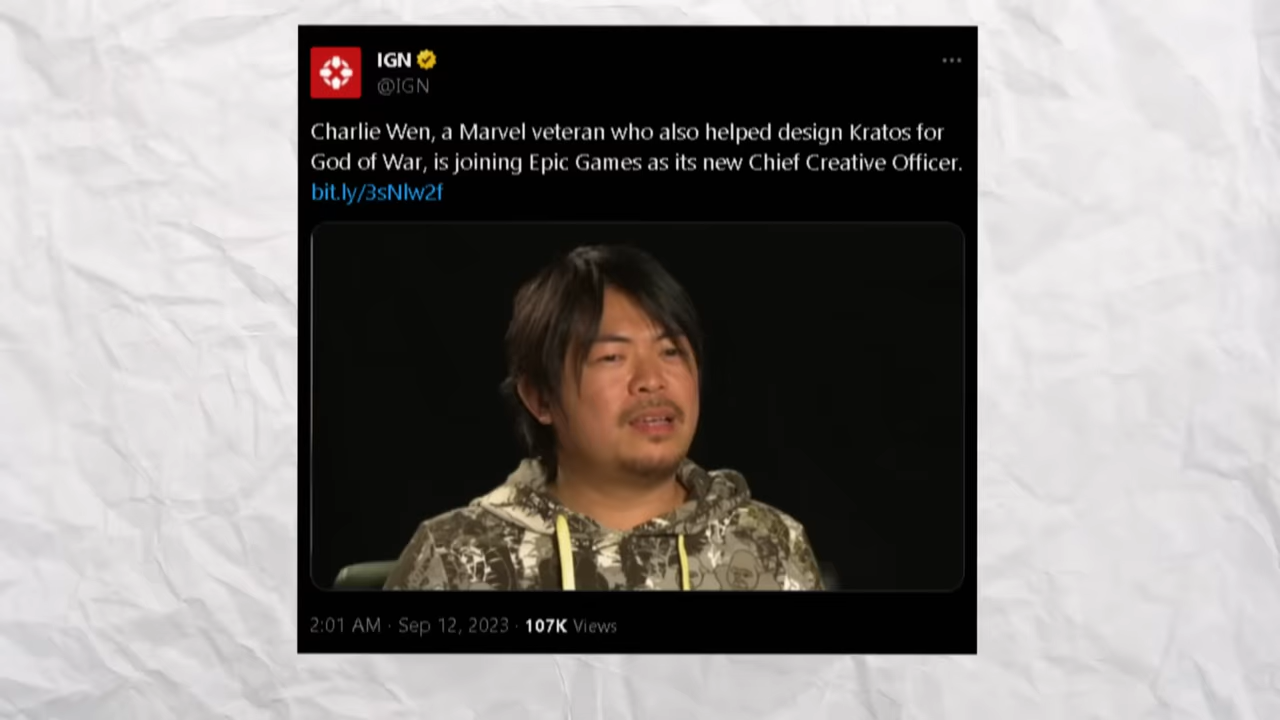 IGN
@IGN
Charlie Wen, a Marvel veteran who also helped design Kratos for
God of War, is joining Epic Games as its new Chief Creative Officer.
bit.ly/3sNlw2f
2:01 AM · Sep 12, 2023 · 107K Views